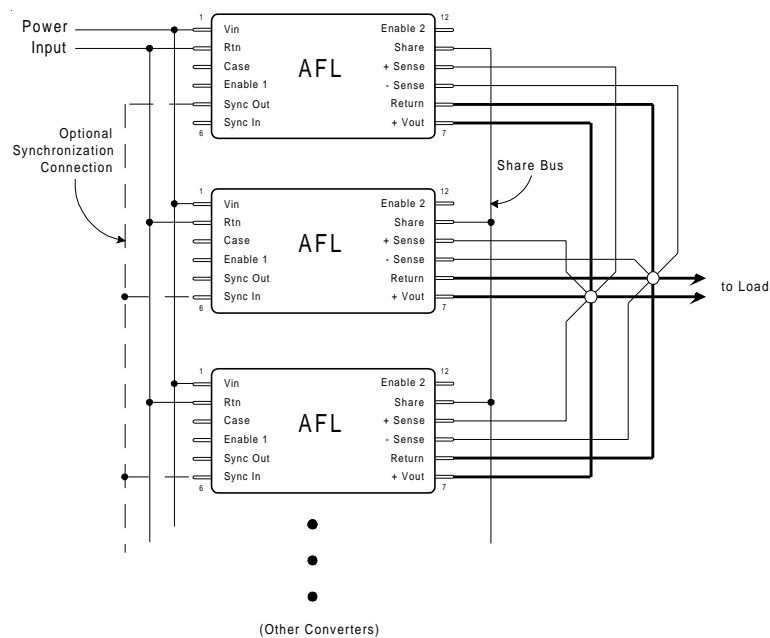 Power
Input
Optional
Synchronization
Connection
1
12
Vin
Rtn
Case
Enable 1
Sync Out
Sync In
AFL
Enable 2
Share
+ Sense
- Sense
Return
+ Vout
6
7
Share Bus
1
12
Vin
Rtn
Case
Enable 1
Sync Out
Sync In
AFL
Enable 2
Share
+ Sense
- Sense
Return
+ Vout
6
7
to Load
1
12
Vin
Rtn
Case
Enable 1
Sync Out
Sync In
AFL
Enable 2
Share
+ Sense
- Sense
Return
+ Vout
6
7
(Other Converters)